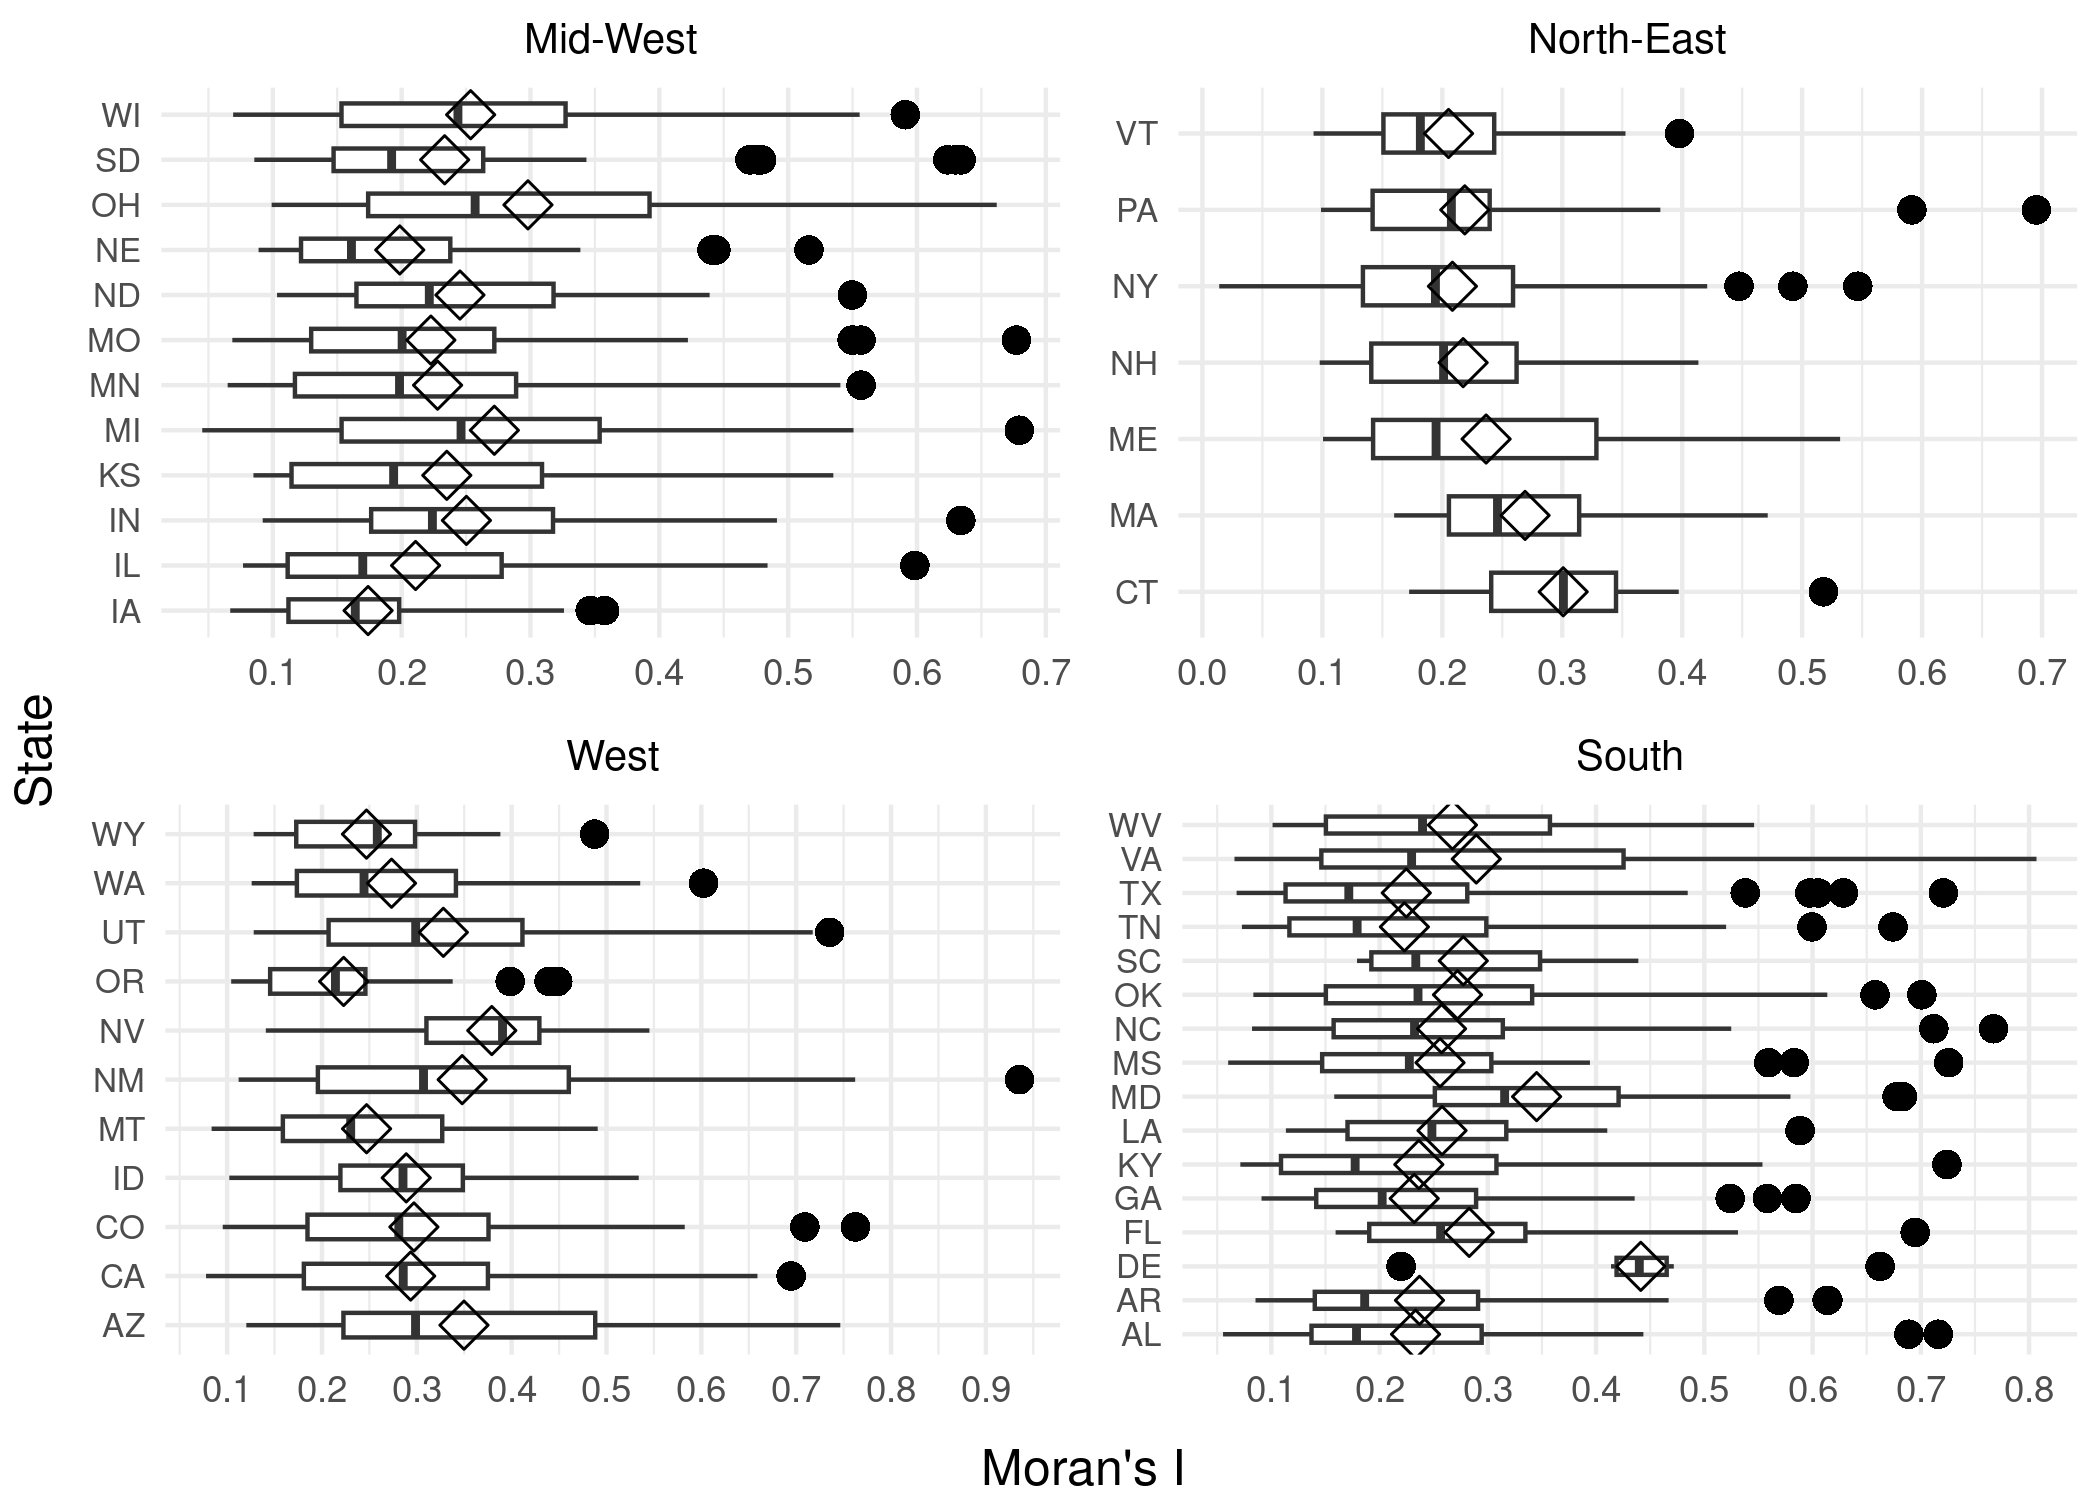 Mid-West
WI
SD
OH
NE
ND
MO
MN
MI
KS
IN
IL
IA
0.1 0.2 0.3 0.4 0.5 0.6 0.7
North-East
VT
PA
NY
NH
ME
MA
CT
0.0 0.1 0.2 0.3 0.4 0.5 0.6 0.7
State
West
WY
WA
UT
OR
NV
NM
MT
ID
CO
CA
AZ
0.1 0.2 0.3 0.4 0.5 0.6 0.7 0.8 0.9
South
WV
VA
TX
TN
SC
OK
NC
MS
MD
LA
KY
GA
FL
DE
AR
AL
0.1 0.2 0.3 0.4 0.5 0.6 0.7 0.8
Moran's I